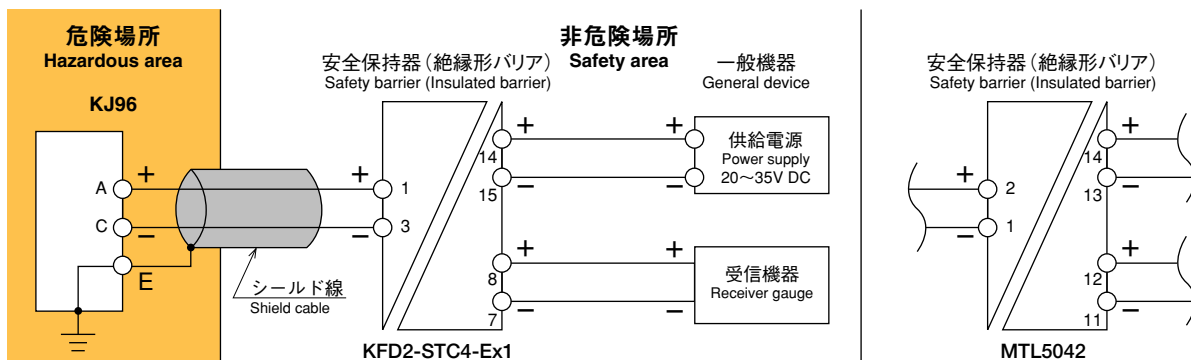 危険場所
Hazardous area
KJ96
A
C
E
+
−
シールド線
Shield cable
非危険場所
Safety area
安全保持器（絶縁形バリア）
Safety barrier (Insulated barrier)
+
−
1
3
14
15
8
7
+
−
+
−
KFD2-STC4-Ex1
一般機器
General device
+
−
供給電源
Power supply
20～35V DC
+
−
受信機器
Receiver gauge
安全保持器（絶縁形バリア）
Safety barrier (Insulated barrier)
+
−
2
1
14
13
12
11
+
−
+
−
MTL5042